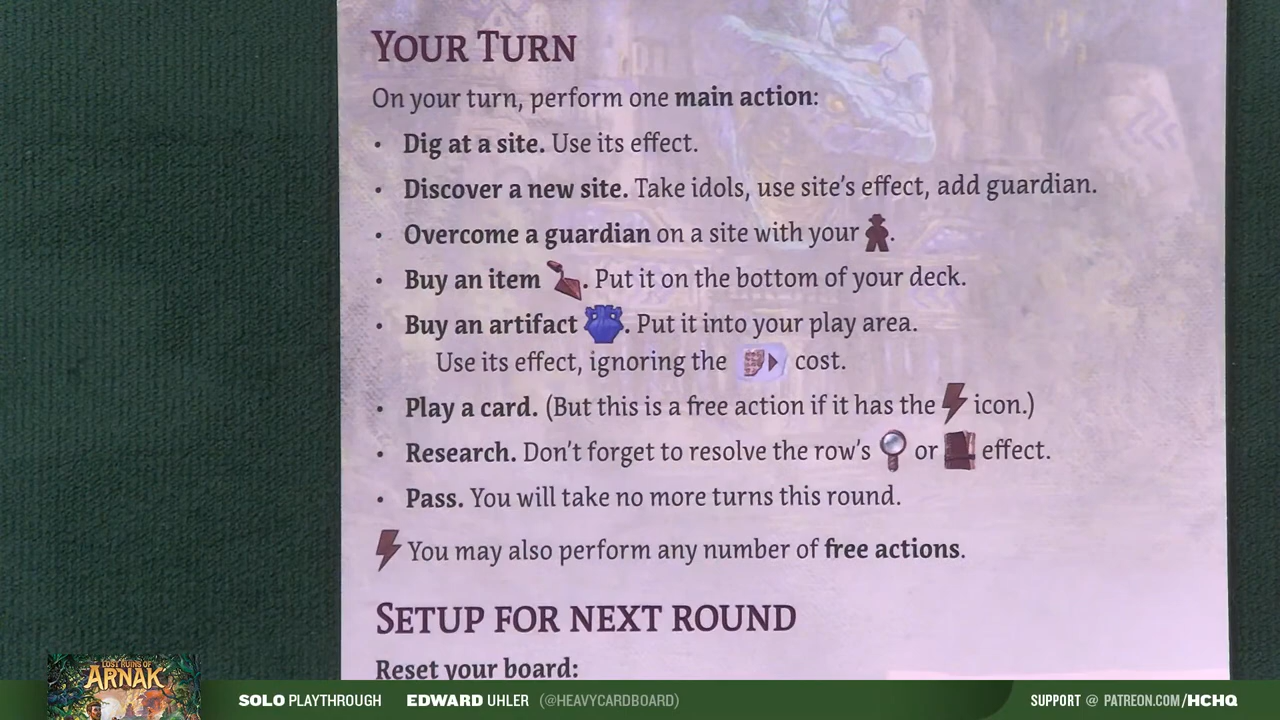 YOUR TURN
On your turn, perform one main action:
• Dig at a site. Use its effect.
• Discover a new site. Take idols, use site's effect, add guardian.
• Overcome a guardian on a site with your .
• Buy an item . Put it on the bottom of your deck.
• Buy an artifact . Put it into your play area.
Use its effect, ignoring the cost.
• Play a card. (But this is a free action if it has the icon.)
• Research. Don't forget to resolve the row's or effect.
• Pass. You will take no more turns this round.
You may also perform any number of free actions.
SETUP FOR NEXT ROUND
Reset your board:
LOST RUINS OF
ARNAK
SOLO PLAYTHROUGH EDWARD UHLER (@HEAVYCARDBOARD) SUPPORT @ PATREON.COM/HCHQ